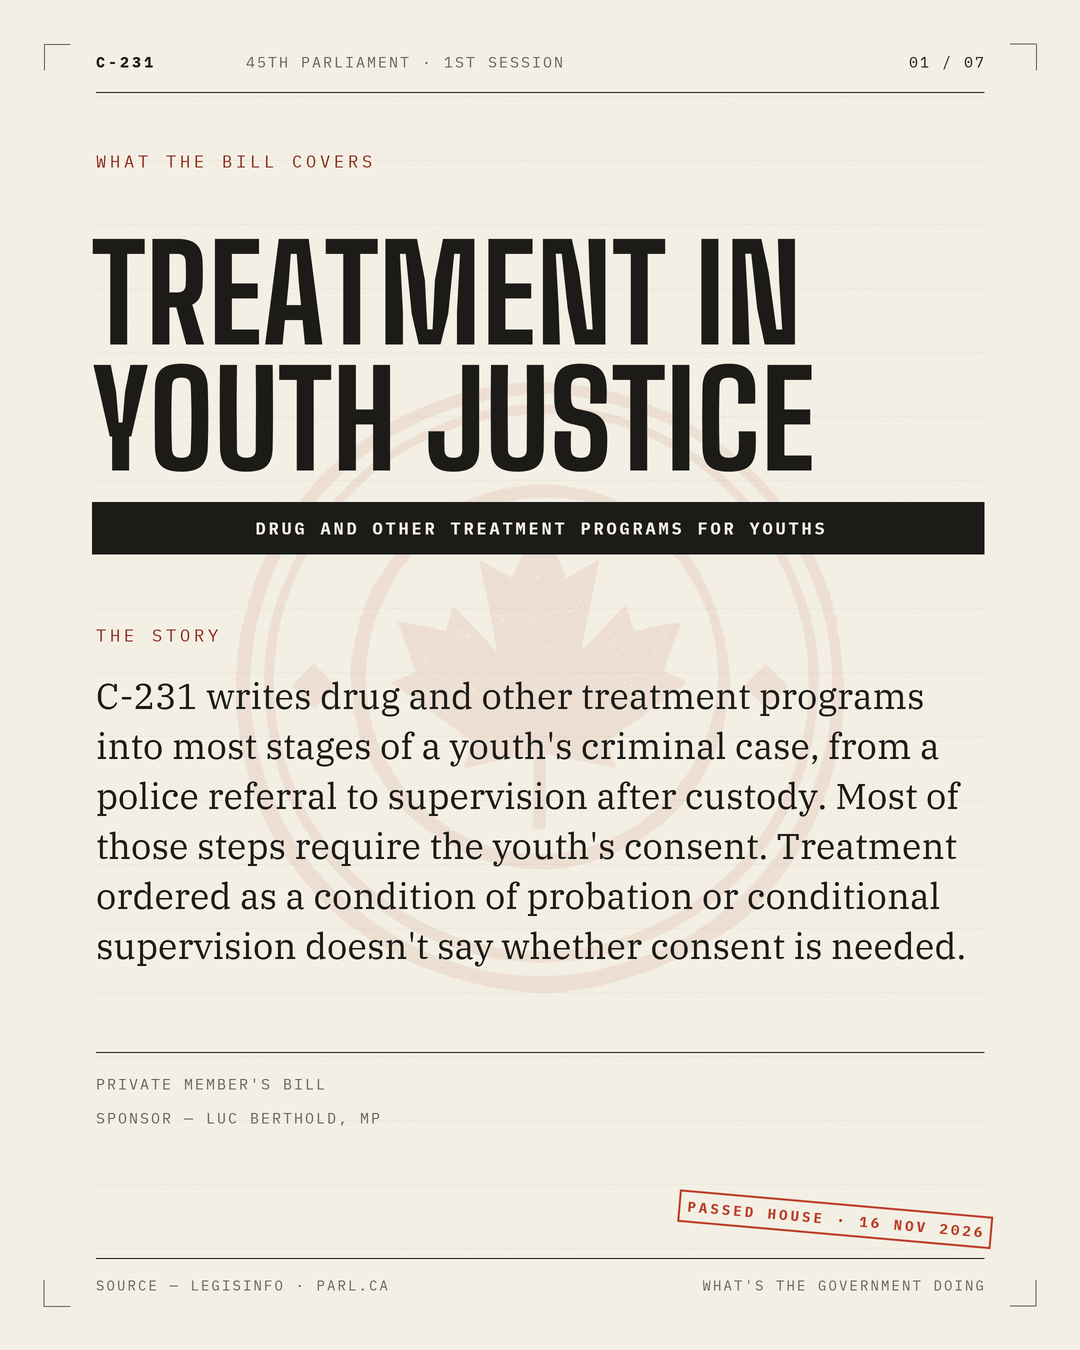 C-231 45TH PARLIAMENT · 1ST SESSION 01 / 07
WHAT THE BILL COVERS
TREATMENT IN
YOUTH JUSTICE
DRUG AND OTHER TREATMENT PROGRAMS FOR YOUTHS
THE STORY
C-231 writes drug and other treatment programs
into most stages of a youth's criminal case, from a
police referral to supervision after custody. Most of
those steps require the youth's consent. Treatment
ordered as a condition of probation or conditional
supervision doesn't say whether consent is needed.
PRIVATE MEMBER'S BILL
SPONSOR — LUC BERTHOLD, MP
PASSED HOUSE · 16 NOV 2026
SOURCE — LEGISINFO · PARL.CA WHAT'S THE GOVERNMENT DOING